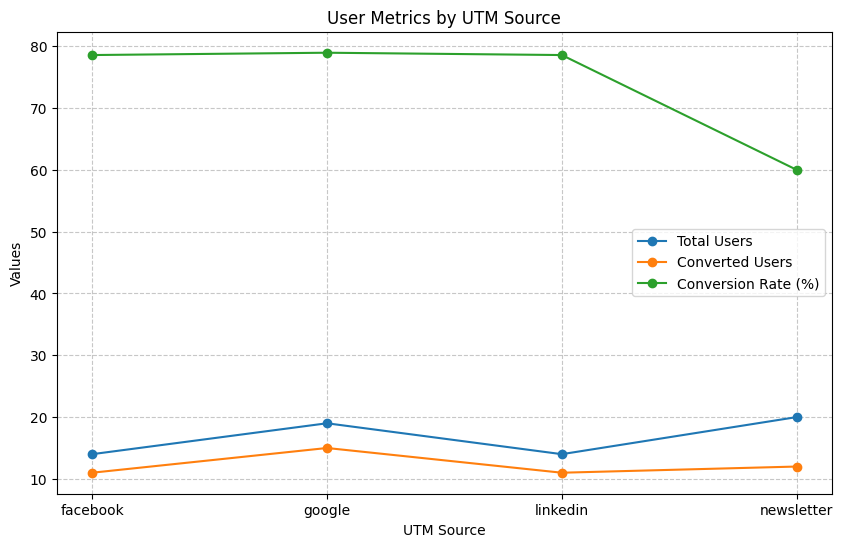 User Metrics by UTM Source
Values
80
70
60
50
40
30
20
10
Total Users
Converted Users
Conversion Rate (%)
facebook
google
linkedin
newsletter
UTM Source